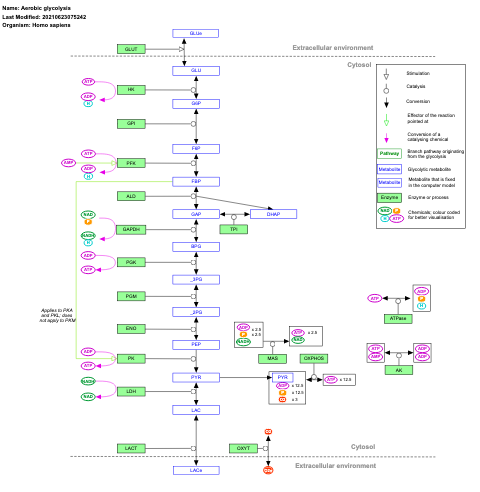 Name: Aerobic glycolysis
Last Modified: 20210623075242
Organism: Homo sapiens
GLUe
GLUT
Extracellular environment
Cytosol
GLU
ATP
HK
ADP
H
G6P
GPI
F6P
ATP
AMP
PFK
ADP
H
FBP
ALD
GAP
DHAP
NAD
P
GAPDH
TPI
NADH
H
BPG
ADP
PGK
ATP
_3PG
PGM
_2PG
Applies to PKA
and PKL; does
not apply to PKM
ENO
PEP
ADP
PK
ATP
PYR
NADH
LDH
NAD
LAC
LACT
OXYT
Cytosol
Extracellular environment
LACe
ADP
x 2.5
P
x 2.5
NADH
ATP
x 2.5
NAD
MAS
OXPHOS
PYR
ADP
x 12.5
P
x 12.5
O2
x 3
ATP
x 12.5
O2
O2e
Stimulation
Catalysis
Conversion
Effector of the reaction
pointed at
Conversion of a
catalysing chemical
Pathway
Branch pathway originating
from the glycolysis
Metabolite
Glycolytic metabolite
Metabolite
Metabolite that is fixed
in the computer model
Enzyme
Enzyme or process
NAD
P
H
ATP
Chemicals; colour coded
for better visualisation
ATP
ADP
P
H
ATPase
ATP
AMP
ADP
ADP
AK